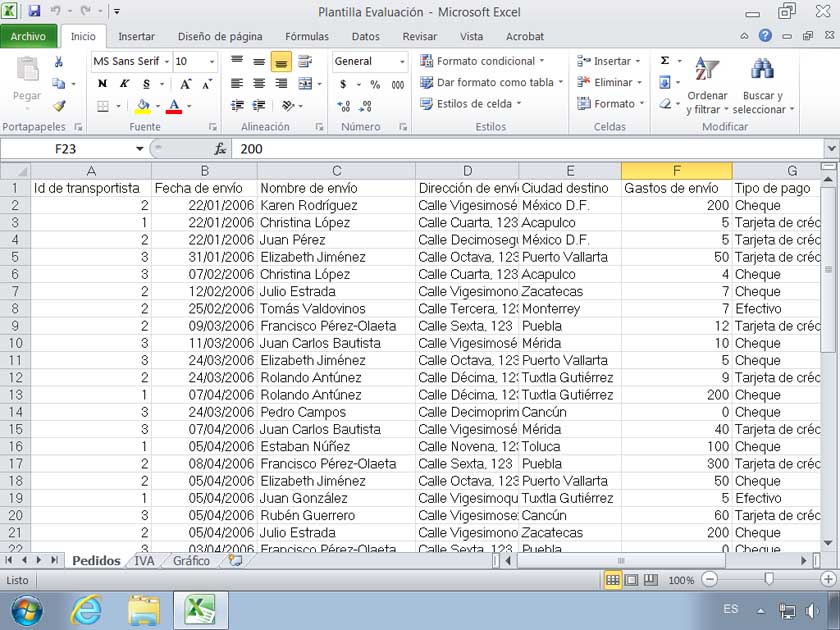 Plantilla Evaluación - Microsoft Excel
Archivo Inicio Insertar Diseño de página Fórmulas Datos Revisar Vista Acrobat
MS Sans Serif 10 General Formato condicional Insertar Σ
Pegar N K S A A $ % 000 Dar formato como tabla Eliminar Ordenar y filtrar Buscar y seleccionar
A Estilos de celda Formato
Portapapeles Fuente Alineación Número Estilos Celdas Modificar
F23 fx 200
A B C D E F G
1 Id de transportista Fecha de envío Nombre de envío Dirección de enví Ciudad destino Gastos de envío Tipo de pago
2 2 22/01/2006 Karen Rodríguez Calle Vigesimosé México D.F. 200 Cheque
3 1 22/01/2006 Christina López Calle Cuarta, 123 Acapulco 5 Tarjeta de créc
4 2 22/01/2006 Juan Pérez Calle Decimosegu México D.F. 5 Tarjeta de créc
5 3 31/01/2006 Elizabeth Jiménez Calle Octava, 123 Puerto Vallarta 50 Tarjeta de créc
6 3 07/02/2006 Christina López Calle Cuarta, 123 Acapulco 4 Cheque
7 2 12/02/2006 Julio Estrada Calle Vigesimono Zacatecas 7 Cheque
8 2 25/02/2006 Tomás Valdovinos Calle Tercera, 123 Monterrey 7 Efectivo
9 2 09/03/2006 Francisco Pérez-Olaeta Calle Sexta, 123 Puebla 12 Tarjeta de créc
10 3 11/03/2006 Juan Carlos Bautista Calle Vigesimosé Mérida 10 Cheque
11 3 24/03/2006 Elizabeth Jiménez Calle Octava, 123 Puerto Vallarta 5 Cheque
12 2 24/03/2006 Rolando Antúnez Calle Décima, 123 Tuxtla Gutiérrez 9 Tarjeta de créc
13 1 07/04/2006 Rolando Antúnez Calle Décima, 123 Tuxtla Gutiérrez 200 Cheque
14 3 24/03/2006 Pedro Campos Calle Decimoprim Cancún 0 Cheque
15 3 07/04/2006 Juan Carlos Bautista Calle Vigesimosé Mérida 40 Tarjeta de créc
16 1 05/04/2006 Estaban Núñez Calle Novena, 123 Toluca 100 Cheque
17 2 08/04/2006 Francisco Pérez-Olaeta Calle Sexta, 123 Puebla 300 Tarjeta de créc
18 2 05/04/2006 Elizabeth Jiménez Calle Octava, 123 Puerto Vallarta 50 Cheque
19 1 05/04/2006 Juan González Calle Vigesimoqu Tuxtla Gutiérrez 5 Efectivo
20 3 05/04/2006 Rubén Guerrero Calle Vigesimose Cancún 60 Tarjeta de créc
21 2 05/04/2006 Julio Estrada Calle Vigesimono Zacatecas 200 Cheque
22 3 03/04/2006 Francisco Pérez-Olaeta Calle Sexta, 123 Puebla 0 Cheque
Pedidos IVA Gráfico
Listo 100%
ES